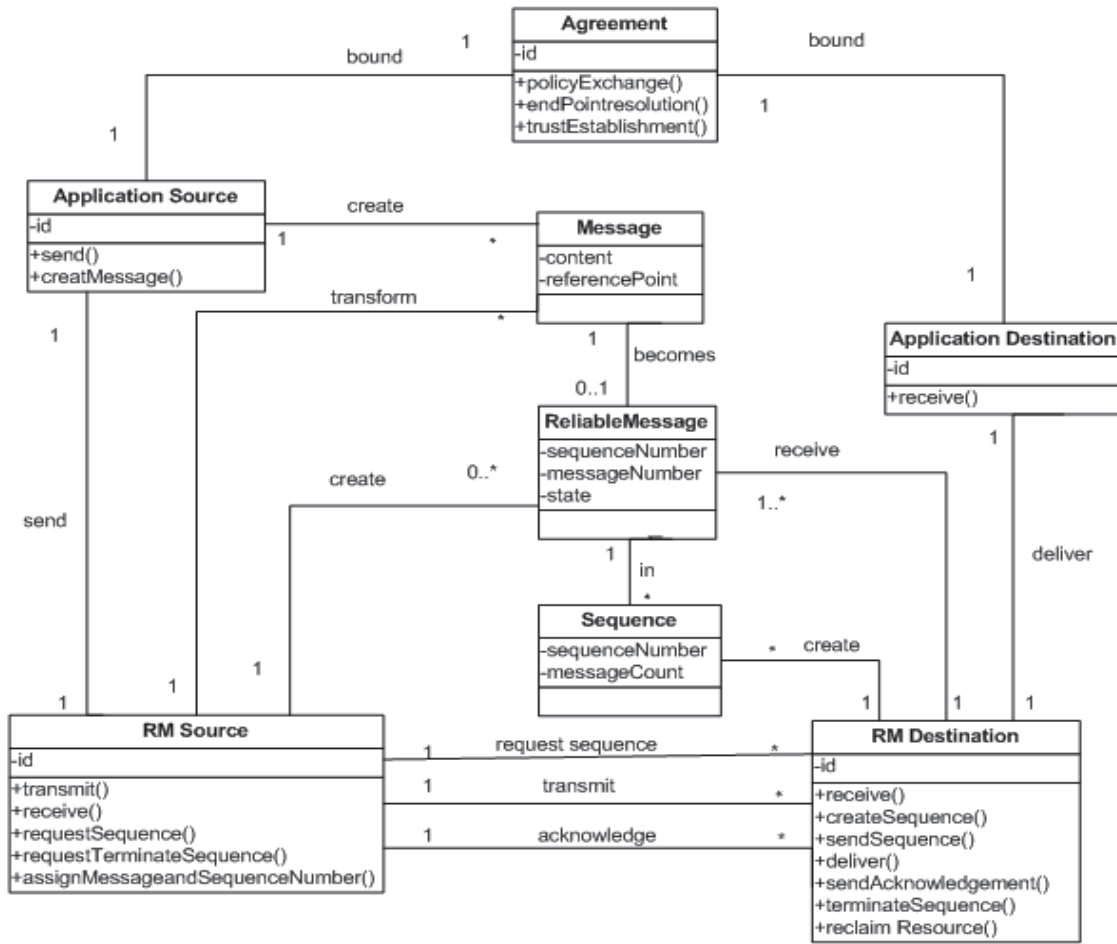 Agreement
-id
+policyExchange()
+endPointresolution()
+trustEstablishment()
bound
1
1
bound
1
1
Application Source
-id
+send()
+creatMessage()
create
1
*
Message
-content
-referencePoint
transform
*
1
1
becomes
0..1
Application Destination
-id
+receive()
1
ReliableMessage
-sequenceNumber
-messageNumber
-state
create
0..*
receive
1..*
send
deliver
1
in
*
Sequence
-sequenceNumber
-messageCount
*
create
1
1
1
1
1
1
RM Source
-id
+transmit()
+receive()
+requestSequence()
+requestTerminateSequence()
+assignMessageandSequenceNumber()
1
request sequence
*
1
transmit
*
1
acknowledge
*
RM Destination
-id
+receive()
+createSequence()
+sendSequence()
+deliver()
+sendAcknowledgement()
+terminateSequence()
+reclaim Resource()